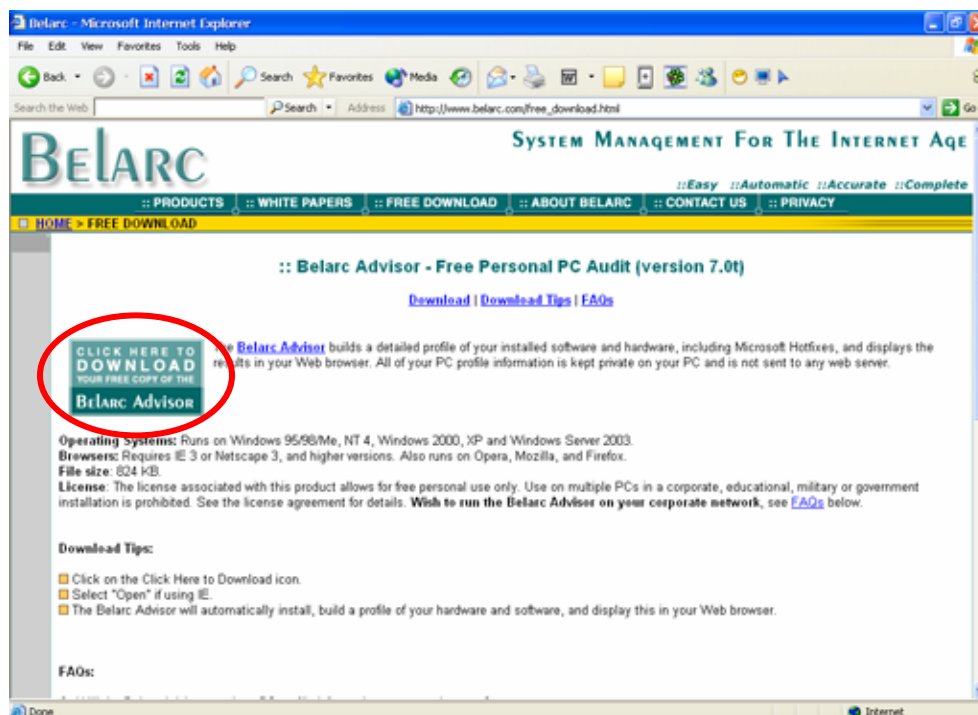 Belarc - Microsoft Internet Explorer
File Edit View Favorites Tools Help
Back Search Favorites Media
Search the Web Search Address http://www.belarc.com/free_download.html Go
BELARC
SYSTEM MANAGEMENT FOR THE INTERNET AGE
::Easy ::Automatic ::Accurate ::Complete
:: PRODUCTS :: WHITE PAPERS :: FREE DOWNLOAD :: ABOUT BELARC :: CONTACT US :: PRIVACY
HOME > FREE DOWNLOAD
:: Belarc Advisor - Free Personal PC Audit (version 7.0t)
Download | Download Tips | FAQs
CLICK HERE TO
DOWNLOAD
YOUR FREE COPY OF THE
BELARC ADVISOR
The Belarc Advisor builds a detailed profile of your installed software and hardware, including Microsoft Hotfixes, and displays the
results in your Web browser. All of your PC profile information is kept private on your PC and is not sent to any web server.
Operating Systems: Runs on Windows 95/98/Me, NT 4, Windows 2000, XP and Windows Server 2003.
Browsers: Requires IE 3 or Netscape 3, and higher versions. Also runs on Opera, Mozilla, and Firefox.
File size: 824 KB.
License: The license associated with this product allows for free personal use only. Use on multiple PCs in a corporate, educational, military or government
installation is prohibited. See the license agreement for details. Wish to run the Belarc Advisor on your corporate network, see FAQs below.
Download Tips:
Click on the Click Here to Download icon.
Select "Open" if using IE.
The Belarc Advisor will automatically install, build a profile of your hardware and software, and display this in your Web browser.
FAQs:
Done Internet